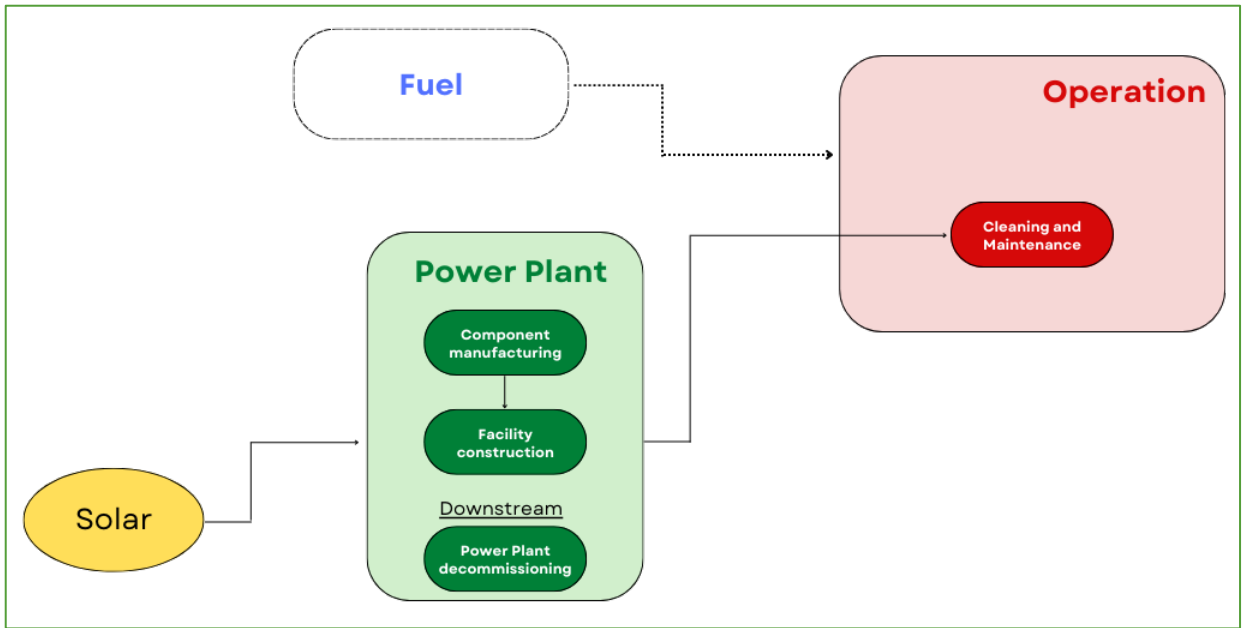 Fuel
Operation
Cleaning and
Maintenance
Power Plant
Component
manufacturing
Facility
construction
Downstream
Power Plant
decommissioning
Solar